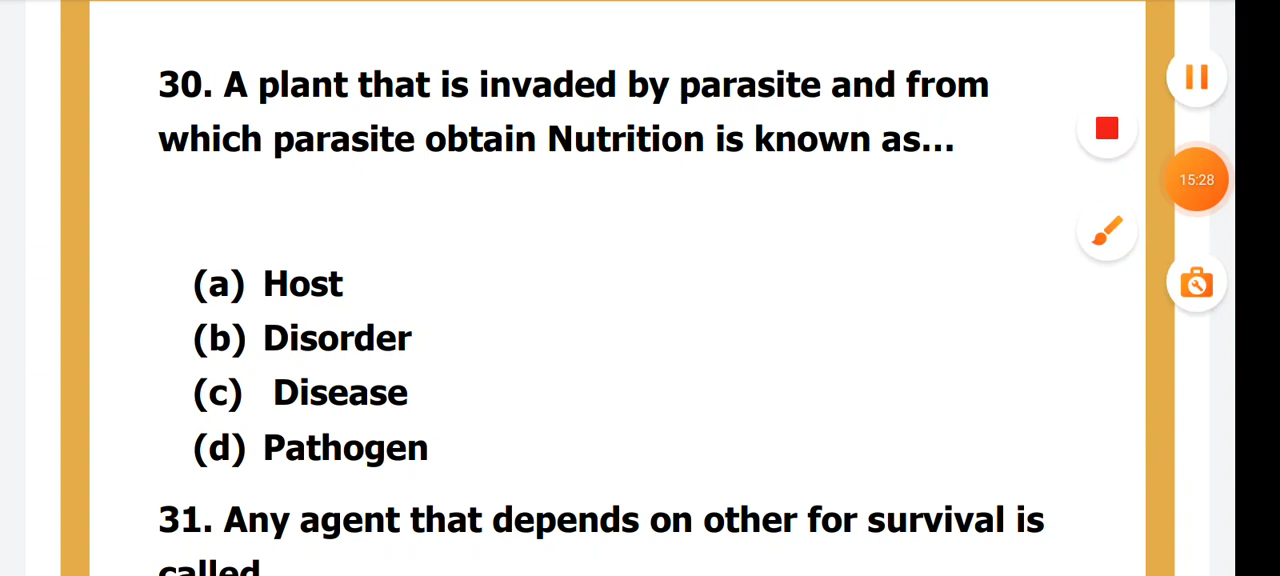 30. A plant that is invaded by parasite and from
which parasite obtain Nutrition is known as...
(a) Host
(b) Disorder
(c) Disease
(d) Pathogen
31. Any agent that depends on other for survival is
called
15:28